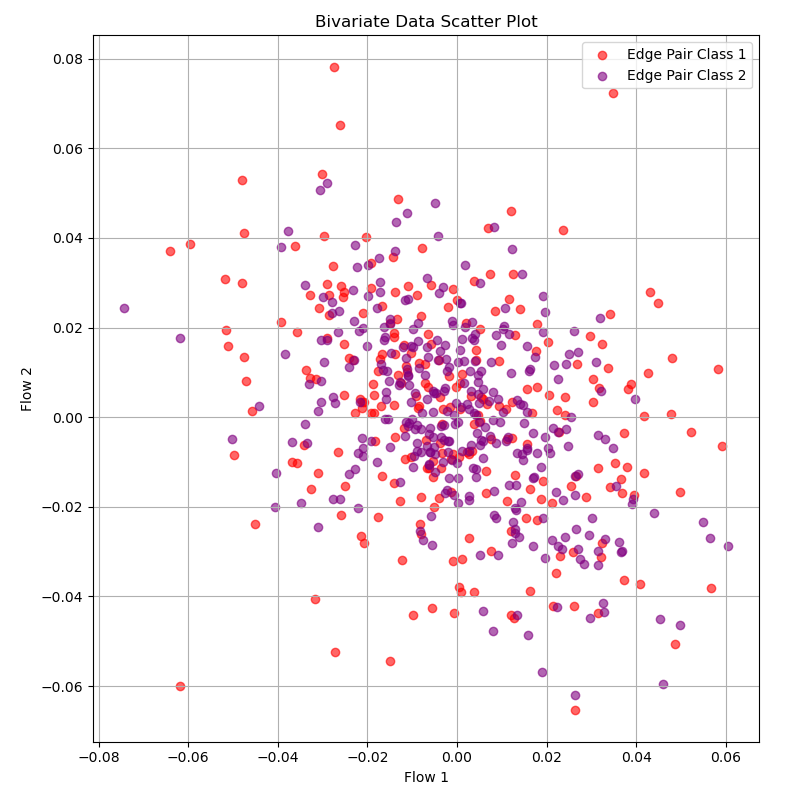 Bivariate Data Scatter Plot
Edge Pair Class 1
Edge Pair Class 2
0.08
0.06
0.04
0.02
0.00
−0.02
−0.04
−0.06
Flow 2
−0.08 −0.06 −0.04 −0.02 0.00 0.02 0.04 0.06
Flow 1